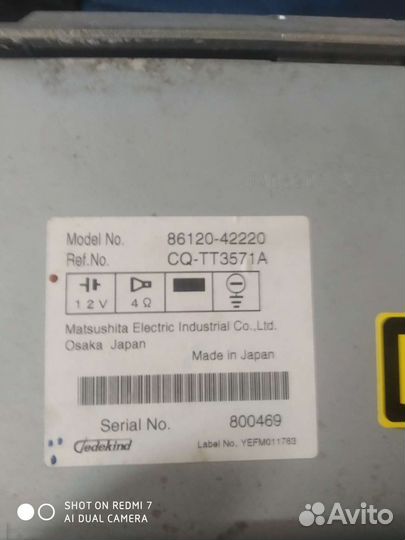 Model No. 86120-42220
Ref.No. CQ-TT3571A
12V 4Ω
Matsushita Electric Industrial Co.,Ltd.
Osaka Japan
Made in Japan
Serial No. 800469
Jedekind Label No. YEFM011783
SHOT ON REDMI 7
AI DUAL CAMERA
Avito